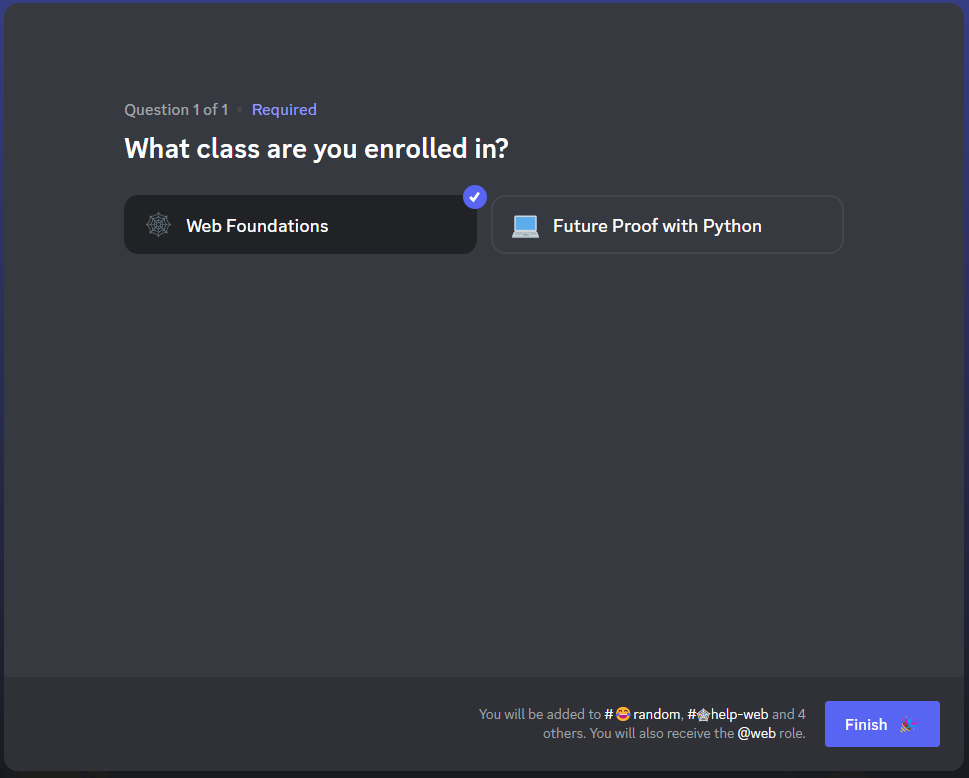 Question 1 of 1 • Required
What class are you enrolled in?
Web Foundations
Future Proof with Python
You will be added to #😂random, #🕸help-web and 4
others. You will also receive the @web role.
Finish